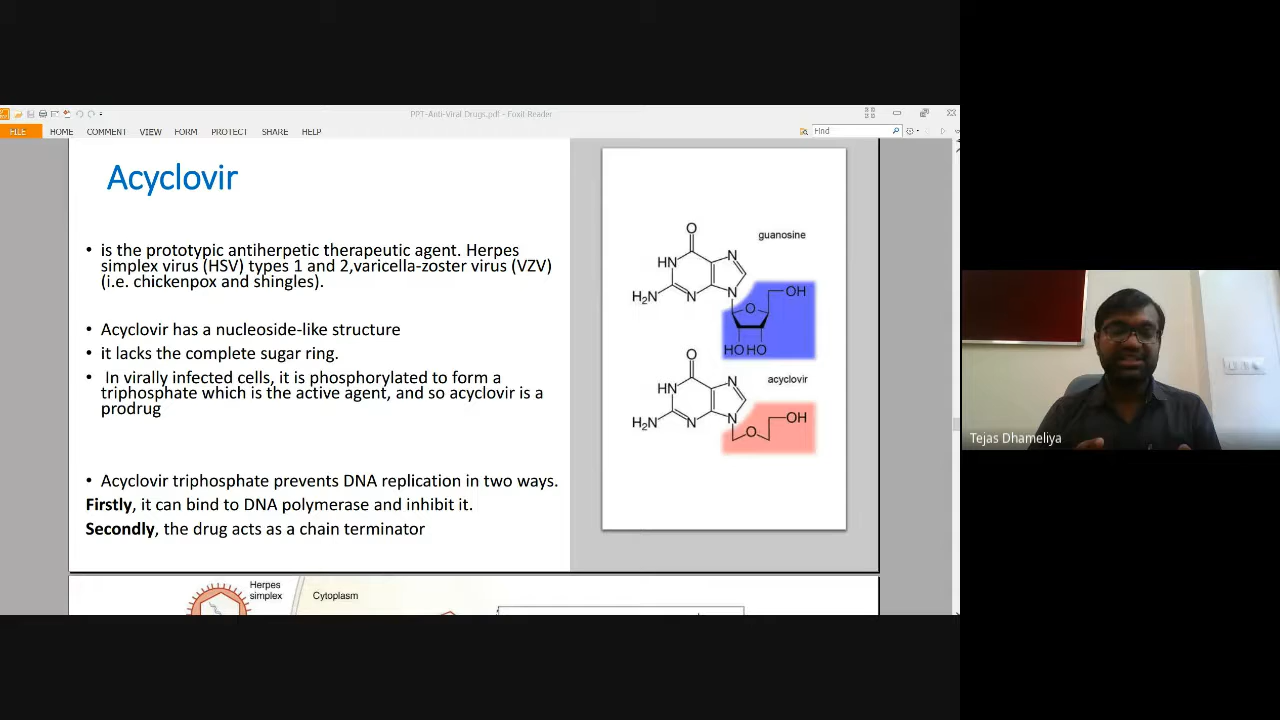 PPT-Anti-Viral Drugs.pdf - Foxit Reader
FILE HOME COMMENT VIEW FORM PROTECT SHARE HELP
Find
Acyclovir
• is the prototypic antiherpetic therapeutic agent. Herpes
simplex virus (HSV) types 1 and 2,varicella-zoster virus (VZV)
(i.e. chickenpox and shingles).
• Acyclovir has a nucleoside-like structure
• it lacks the complete sugar ring.
• In virally infected cells, it is phosphorylated to form a
triphosphate which is the active agent, and so acyclovir is a
prodrug
• Acyclovir triphosphate prevents DNA replication in two ways.
Firstly, it can bind to DNA polymerase and inhibit it.
Secondly, the drug acts as a chain terminator
guanosine
O
HN
N
H₂N
N
N
OH
O
HO HO
acyclovir
O
HN
N
H₂N
N
N
OH
O
Herpes
simplex
Cytoplasm
Tejas Dhameliya